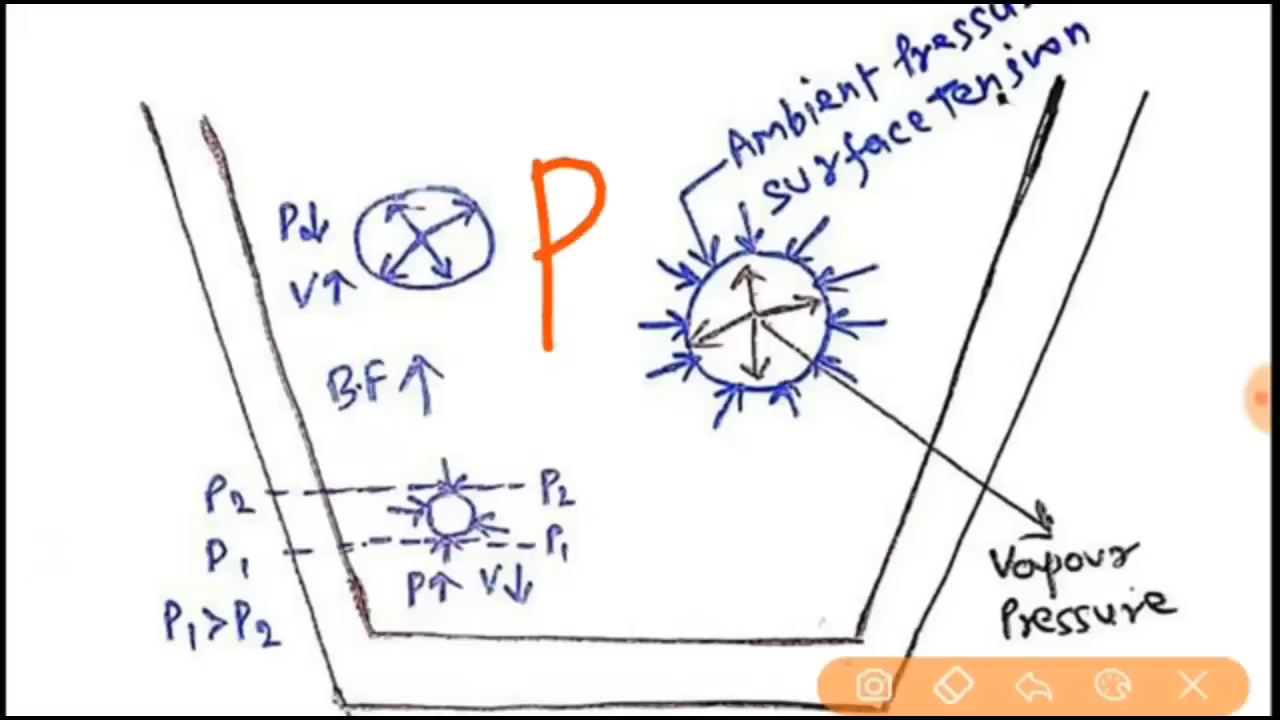 Ambient Pressu
surface Tension
P↓
V↑
P
B.F↑
P2
P2
P1
P1
P↑ V↓
P1>P2
Vapour
Pressure